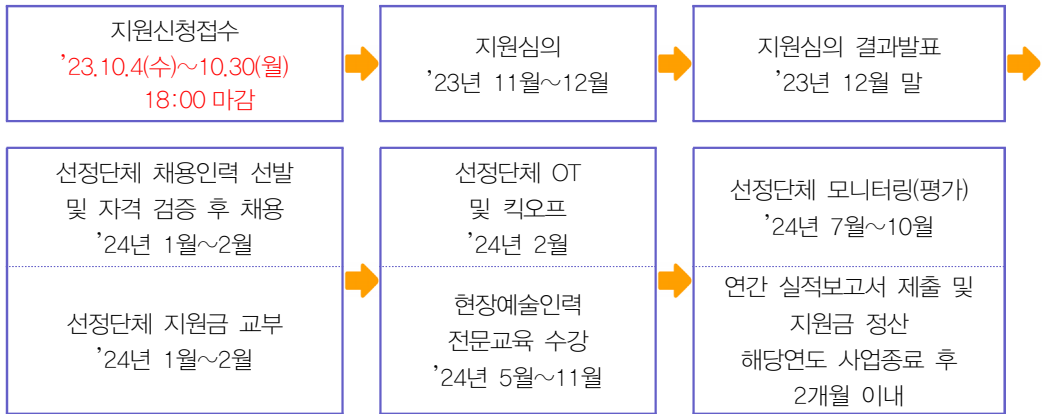 지원신청접수
’23.10.4(수)~10.30(월)
18:00 마감
지원심의
’23년 11월~12월
지원심의 결과발표
’23년 12월 말
선정단체 채용인력 선발
및 자격 검증 후 채용
’24년 1월~2월
선정단체 지원금 교부
’24년 1월~2월
선정단체 OT
및 킥오프
’24년 2월
현장예술인력
전문교육 수강
’24년 5월~11월
선정단체 모니터링(평가)
’24년 7월~10월
연간 실적보고서 제출 및
지원금 정산
해당연도 사업종료 후
2개월 이내